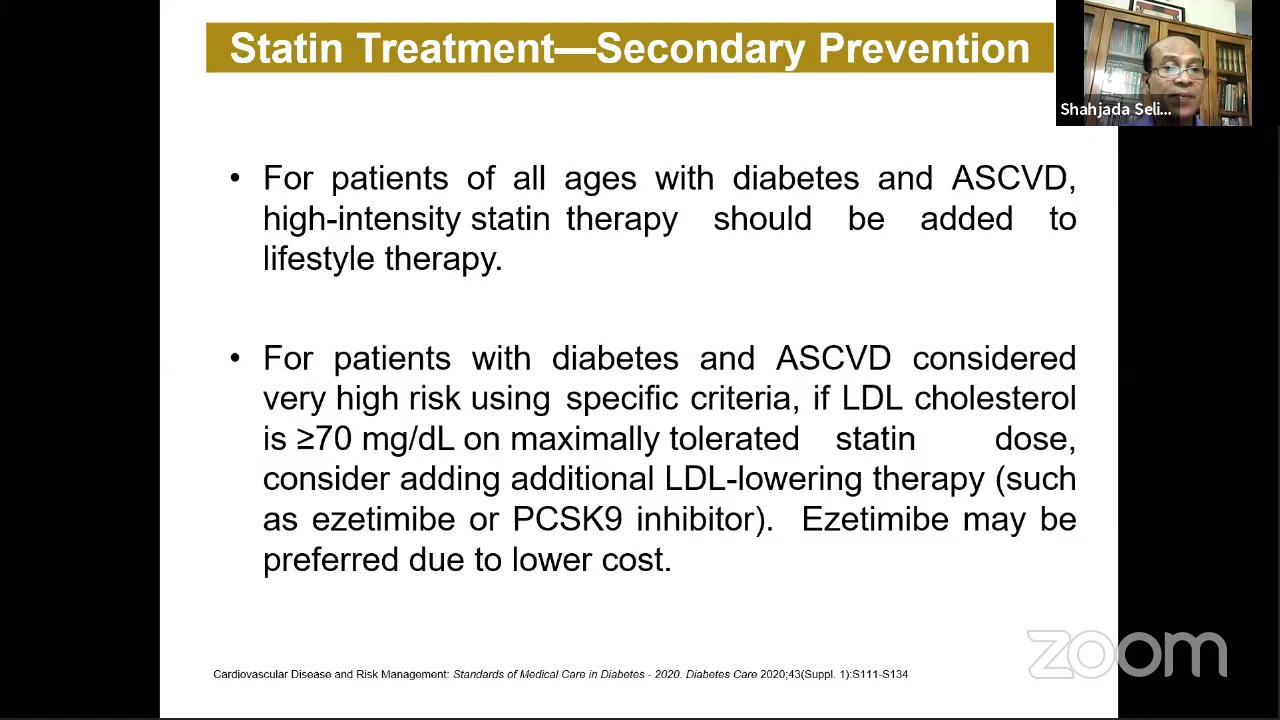 Statin Treatment—Secondary Prevention
Shahjada Seli...
• For patients of all ages with diabetes and ASCVD,
high-intensity statin therapy should be added to
lifestyle therapy.
• For patients with diabetes and ASCVD considered
very high risk using specific criteria, if LDL cholesterol
is ≥70 mg/dL on maximally tolerated statin dose,
consider adding additional LDL-lowering therapy (such
as ezetimibe or PCSK9 inhibitor). Ezetimibe may be
preferred due to lower cost.
zoom
Cardiovascular Disease and Risk Management: Standards of Medical Care in Diabetes - 2020. Diabetes Care 2020;43(Suppl. 1):S111-S134